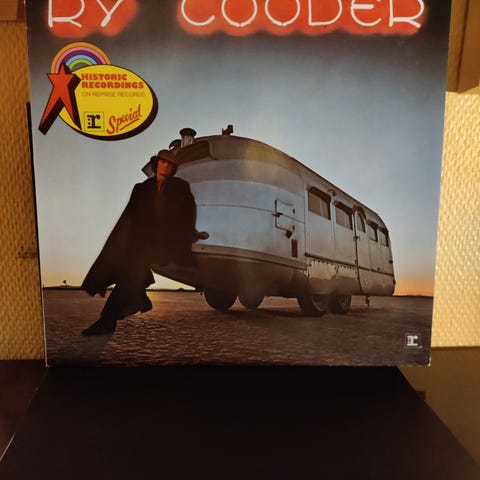 RY COODER
HISTORIC
RECORDINGS
ON REPRISE RECORDS
r Special
r